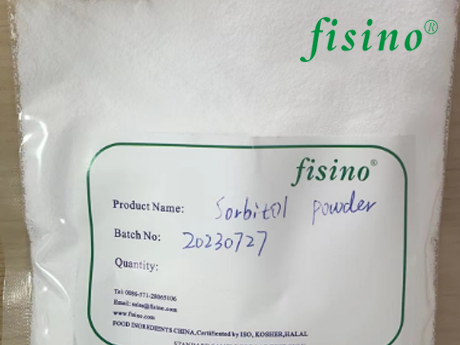 fisino®
fisino®
Product Name: Sorbitol powder
Batch No: 20230727
Quantity:
Tel: 0086-571-28865106
Email: sales@fisino.com
www.fisino.com
FOOD INGREDIENTS CHINA,Certificated by ISO, KOSHER,HALAL